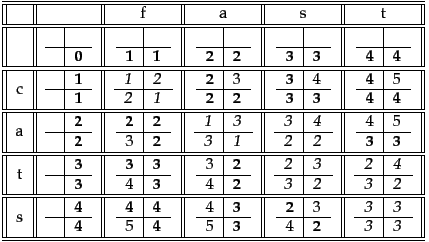 f a s t
0 1 1 2 2 3 3 4 4
c 1 1 2 2 3 3 4 4 5
1 2 1 2 2 3 3 4 4
a 2 2 2 1 3 3 4 4 5
2 3 2 3 1 2 2 3 3
t 3 3 3 3 2 2 3 2 4
3 4 3 4 2 3 2 3 2
s 4 4 4 4 3 2 3 3 3
4 5 4 5 3 4 2 3 3